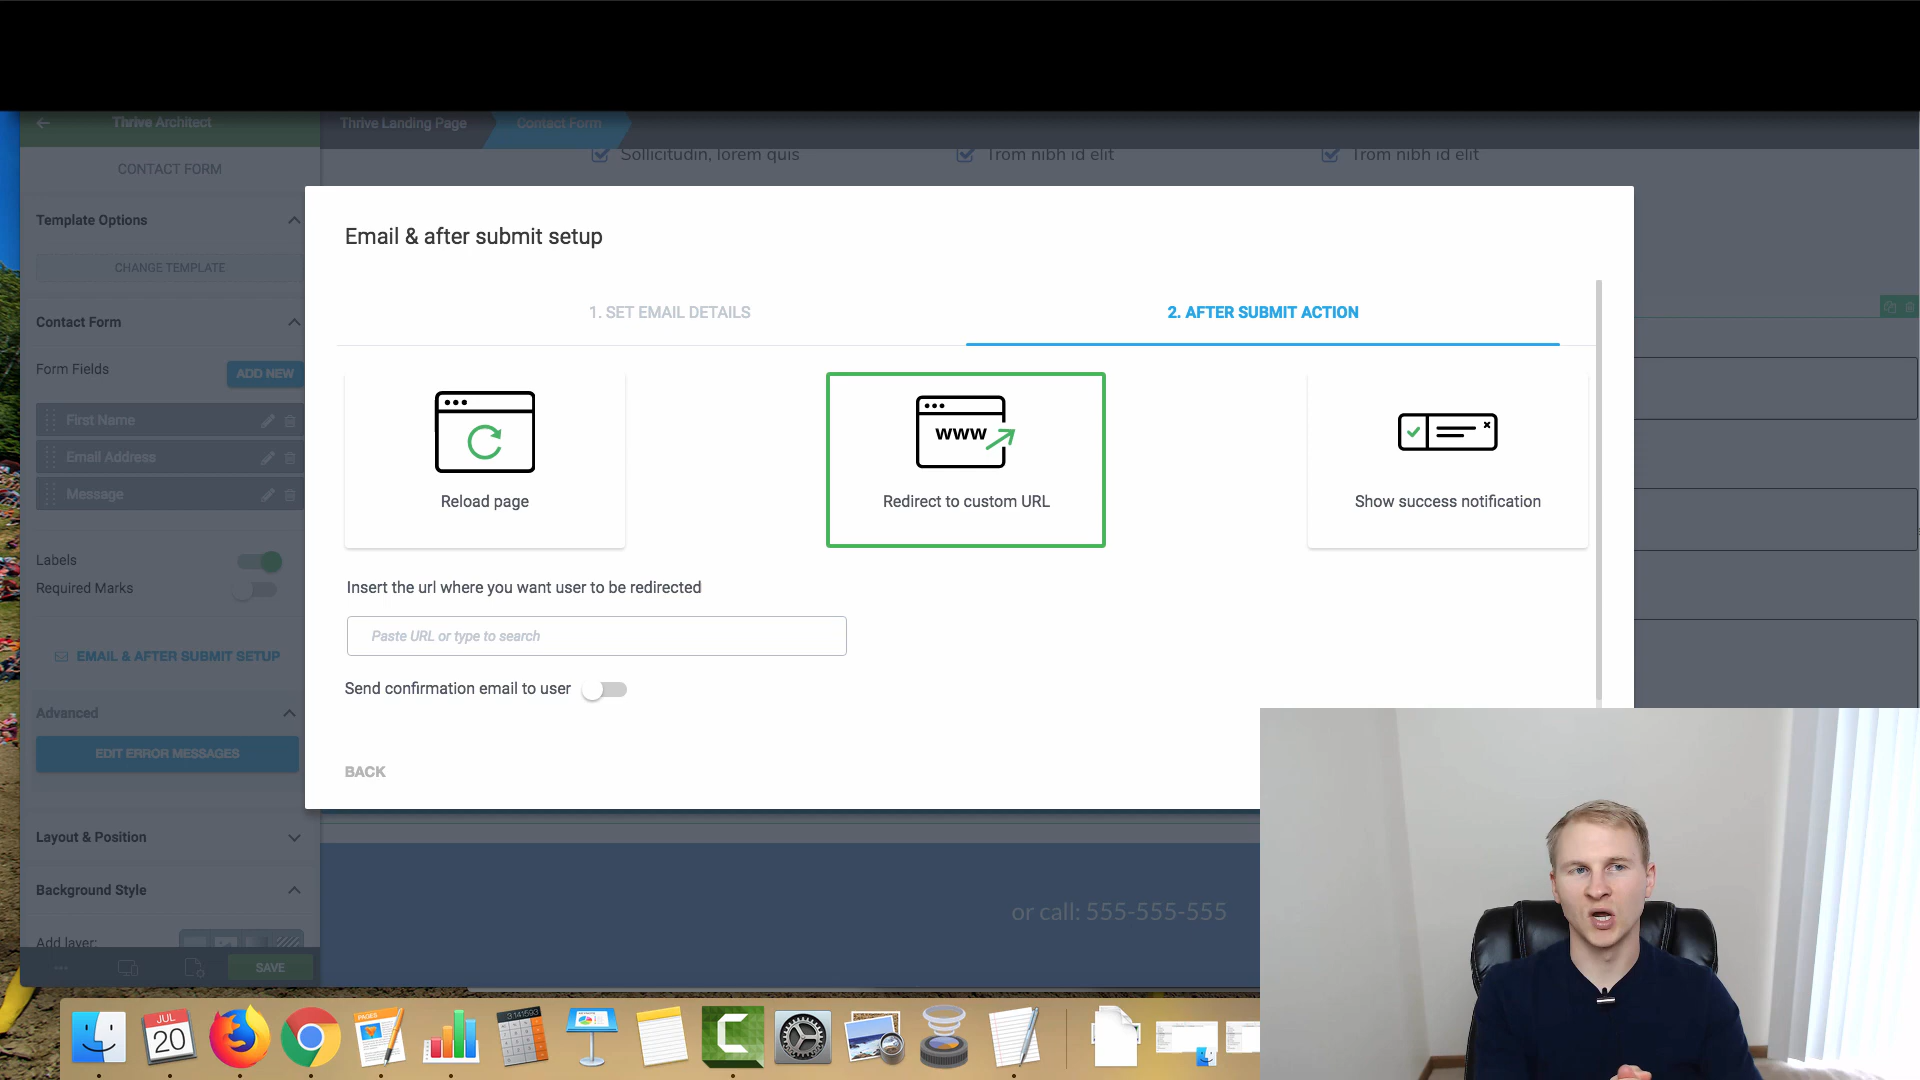 Thrive Architect
Thrive Landing Page
Contact Form
Sollicitudin, lorem quis
Trom nibh id elit
Trom nibh id elit
CONTACT FORM
Template Options
CHANGE TEMPLATE
Contact Form
Form Fields
ADD NEW
First Name
Email Address
Message
Labels
Required Marks
EMAIL & AFTER SUBMIT SETUP
Advanced
EDIT ERROR MESSAGES
Layout & Position
Background Style
Add layer:
SAVE
Email & after submit setup
1. SET EMAIL DETAILS
2. AFTER SUBMIT ACTION
Reload page
www
Redirect to custom URL
Show success notification
Insert the url where you want user to be redirected
Paste URL or type to search
Send confirmation email to user
BACK
or call: 555-555-555
JUL
20
PAGES
3.141593